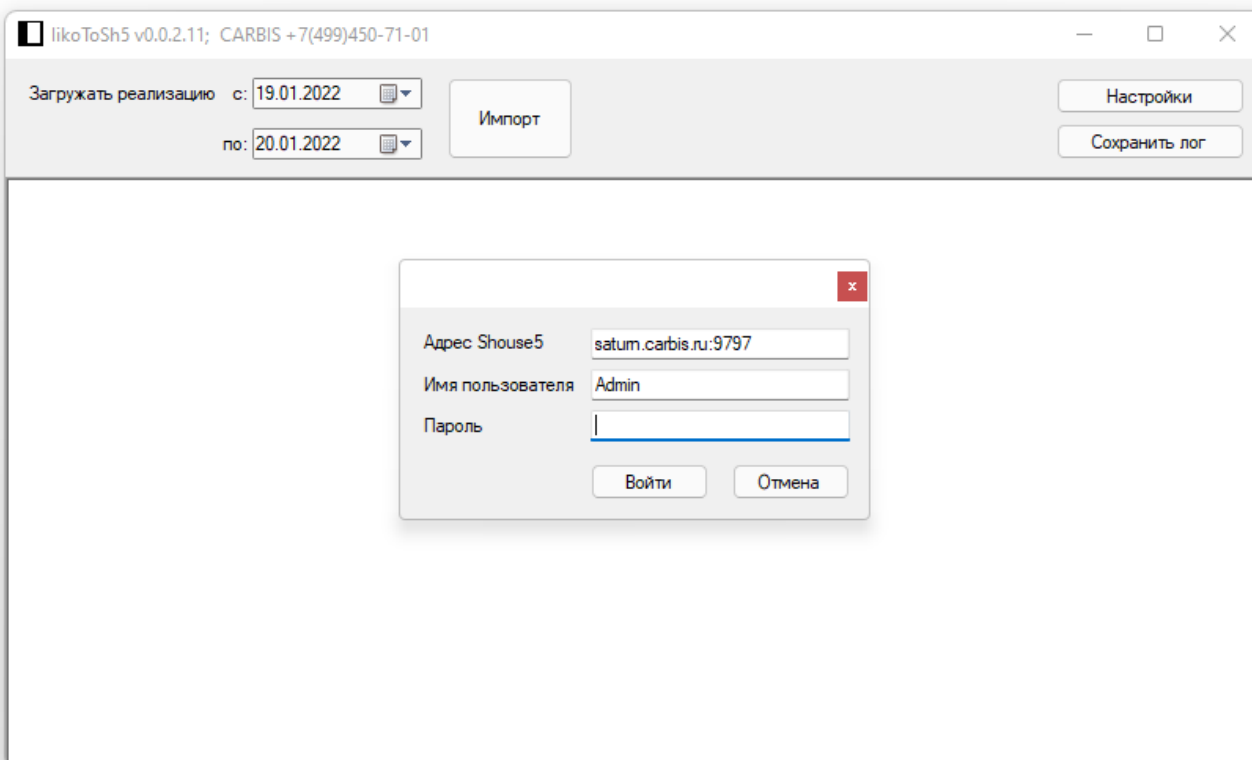 IikoToSh5 v0.0.2.11; CARBIS +7(499)450-71-01
Загружать реализацию с: 19.01.2022
по: 20.01.2022
Импорт
Настройки
Сохранить лог
x
Адрес Shouse5 saturn.carbis.ru:9797
Имя пользователя Admin
Пароль
Войти Отмена